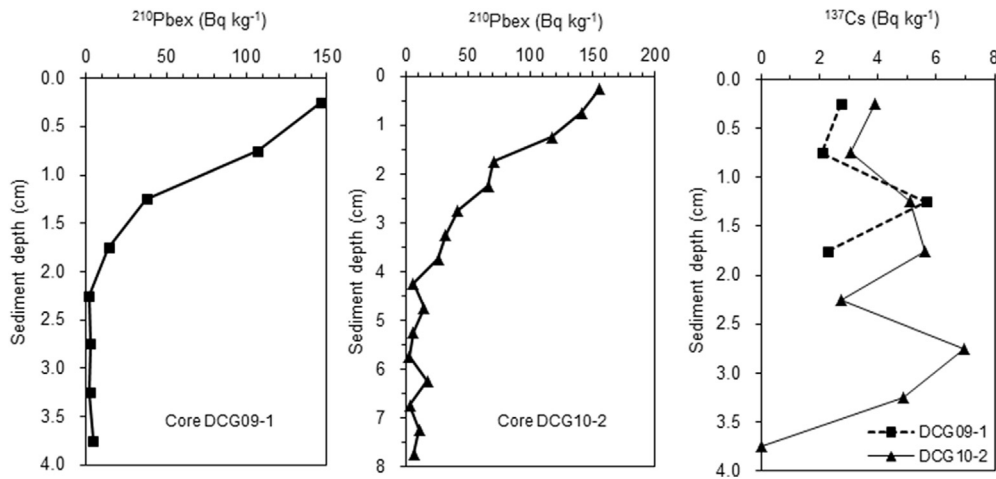 ²¹⁰Pbex (Bq kg⁻¹)
0 50 100 150
0.0
0.5
1.0
1.5
2.0
2.5
3.0
3.5
4.0
Sediment depth (cm)
Core DCG09-1
²¹⁰Pbex (Bq kg⁻¹)
0 50 100 150 200
0
1
2
3
4
5
6
7
8
Sediment depth (cm)
Core DCG10-2
¹³⁷Cs (Bq kg⁻¹)
0 2 4 6 8
0.0
0.5
1.0
1.5
2.0
2.5
3.0
3.5
4.0
Sediment depth (cm)
DCG09-1
DCG10-2